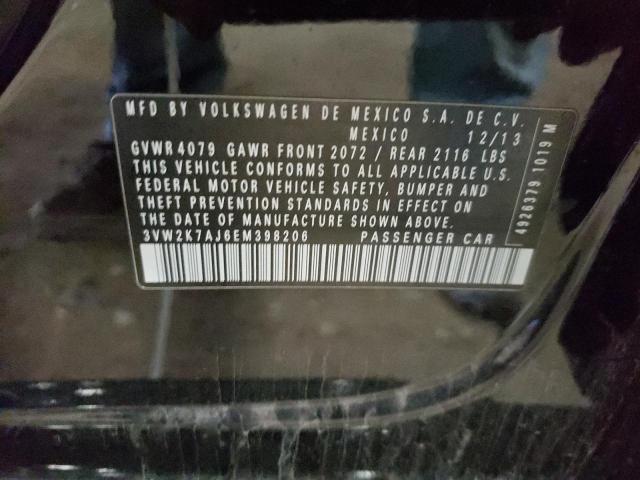 MFD BY VOLKSWAGEN DE MEXICO S.A. DE C.V.
MEXICO 12/13
GVWR 4079 GAWR FRONT 2072 / REAR 2116 LBS
THIS VEHICLE CONFORMS TO ALL APPLICABLE U.S.
FEDERAL MOTOR VEHICLE SAFETY, BUMPER AND
THEFT PREVENTION STANDARDS IN EFFECT ON
THE DATE OF MANUFACTURE SHOWN ABOVE.
3VW2K7AJ6EM398206 PASSENGER CAR
4926379 1019 M